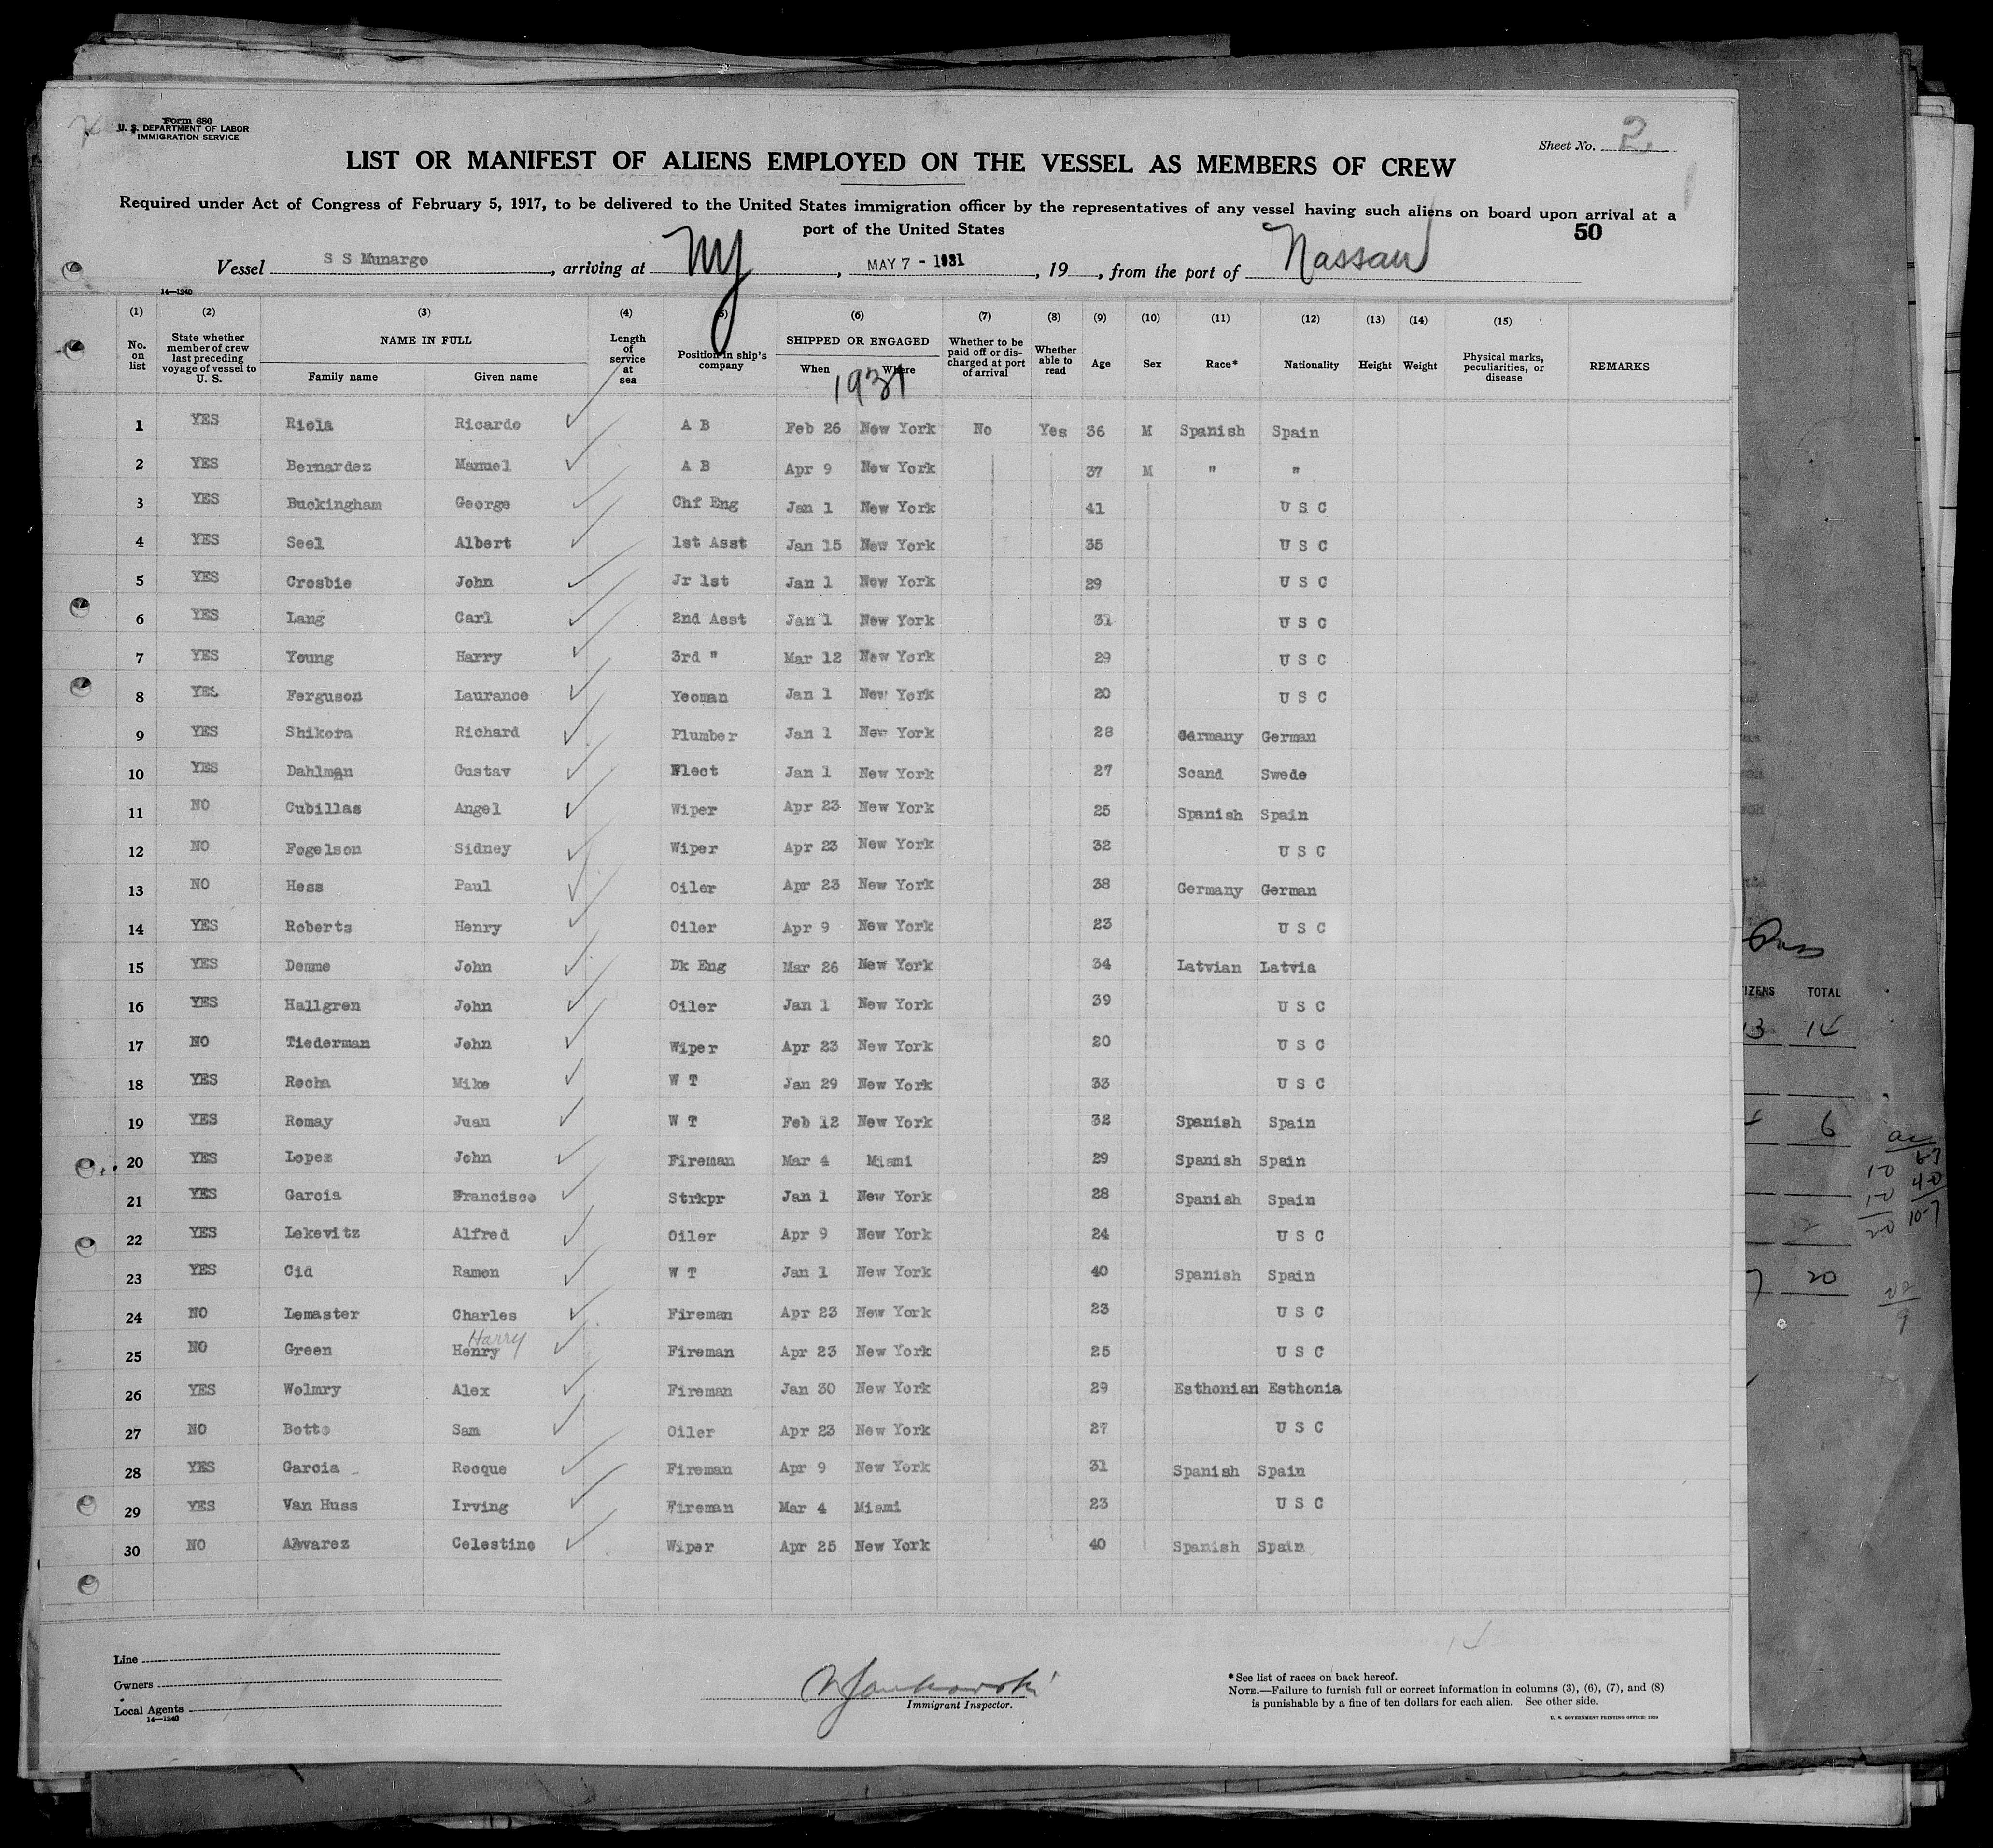 Form 680
U. S. DEPARTMENT OF LABOR
IMMIGRATION SERVICE
Sheet No. 2
LIST OR MANIFEST OF ALIENS EMPLOYED ON THE VESSEL AS MEMBERS OF CREW
Required under Act of Congress of February 5, 1917, to be delivered to the United States immigration officer by the representatives of any vessel having such aliens on board upon arrival at a
port of the United States
50
Vessel S S Munargo, arriving at NY, MAY 7 - 1931, 19, from the port of Nassau
14—1240
(1) (2) (3) (4) (5) (6) (7) (8) (9) (10) (11) (12) (13) (14) (15)
No. on list State whether member of crew last preceding voyage of vessel to U. S. NAME IN FULL Family name Given name Length of service at sea Position in ship's company SHIPPED OR ENGAGED When Where Whether to be paid off or discharged at port of arrival Whether able to read Age Sex Race* Nationality Height Weight Physical marks, peculiarities, or disease REMARKS
1931
1 YES Riola Ricardo A B Feb 26 New York No Yes 36 M Spanish Spain
2 YES Bernardez Manuel A B Apr 9 New York 37 M " "
3 YES Buckingham George Chf Eng Jan 1 New York 41 U S C
4 YES Seel Albert 1st Asst Jan 15 New York 35 U S C
5 YES Crosbie John Jr 1st Jan 1 New York 29 U S C
6 YES Lang Carl 2nd Asst Jan 1 New York 31 U S C
7 YES Young Harry 3rd " Mar 12 New York 29 U S C
8 YES Ferguson Laurance Yeoman Jan 1 New York 20 U S C
9 YES Shikora Richard Plumber Jan 1 New York 28 Germany German
10 YES Dahlman Gustav Elect Jan 1 New York 27 Scand Swede
11 NO Cubillas Angel Wiper Apr 23 New York 25 Spanish Spain
12 NO Fogelson Sidney Wiper Apr 23 New York 32 U S C
13 NO Hess Paul Oiler Apr 23 New York 38 Germany German
14 YES Roberts Henry Oiler Apr 9 New York 23 U S C
15 YES Demme John Dk Eng Mar 26 New York 34 Latvian Latvia
16 YES Hallgren John Oiler Jan 1 New York 39 U S C
17 NO Tiederman John Wiper Apr 23 New York 20 U S C
18 YES Rocha Mike W T Jan 29 New York 33 U S C
19 YES Romay Juan W T Feb 12 New York 32 Spanish Spain
20 YES Lopez John Fireman Mar 4 Miami 29 Spanish Spain
21 YES Garcia Francisco Strkpr Jan 1 New York 28 Spanish Spain
22 YES Lekevitz Alfred Oiler Apr 9 New York 24 U S C
23 YES Cid Ramon W T Jan 1 New York 40 Spanish Spain
24 NO Lemaster Charles Fireman Apr 23 New York 23 U S C
Harry
25 NO Green Henry Fireman Apr 23 New York 25 U S C
26 YES Wolmry Alex Fireman Jan 30 New York 29 Esthonian Esthonia
27 NO Botto Sam Oiler Apr 23 New York 27 U S C
28 YES Garcia Rocque Fireman Apr 9 New York 31 Spanish Spain
29 YES Van Huss Irving Fireman Mar 4 Miami 23 U S C
30 NO Alvarez Celestino Wiper Apr 25 New York 40 Spanish Spain
Line
Owners
Local Agents
14—1240
Immigrant Inspector.
14
*See list of races on back hereof.
NOTE.—Failure to furnish full or correct information in columns (3), (6), (7), and (8)
is punishable by a fine of ten dollars for each alien. See other side.
U. S. GOVERNMENT PRINTING OFFICE: 1929
IZENS TOTAL
13 14
6
2
20